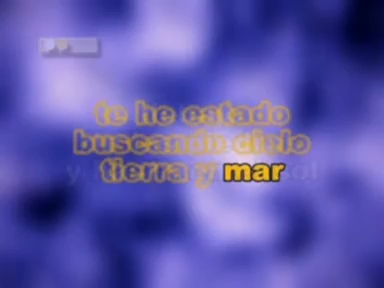 te he estado
buscando cielo
tierra y mar